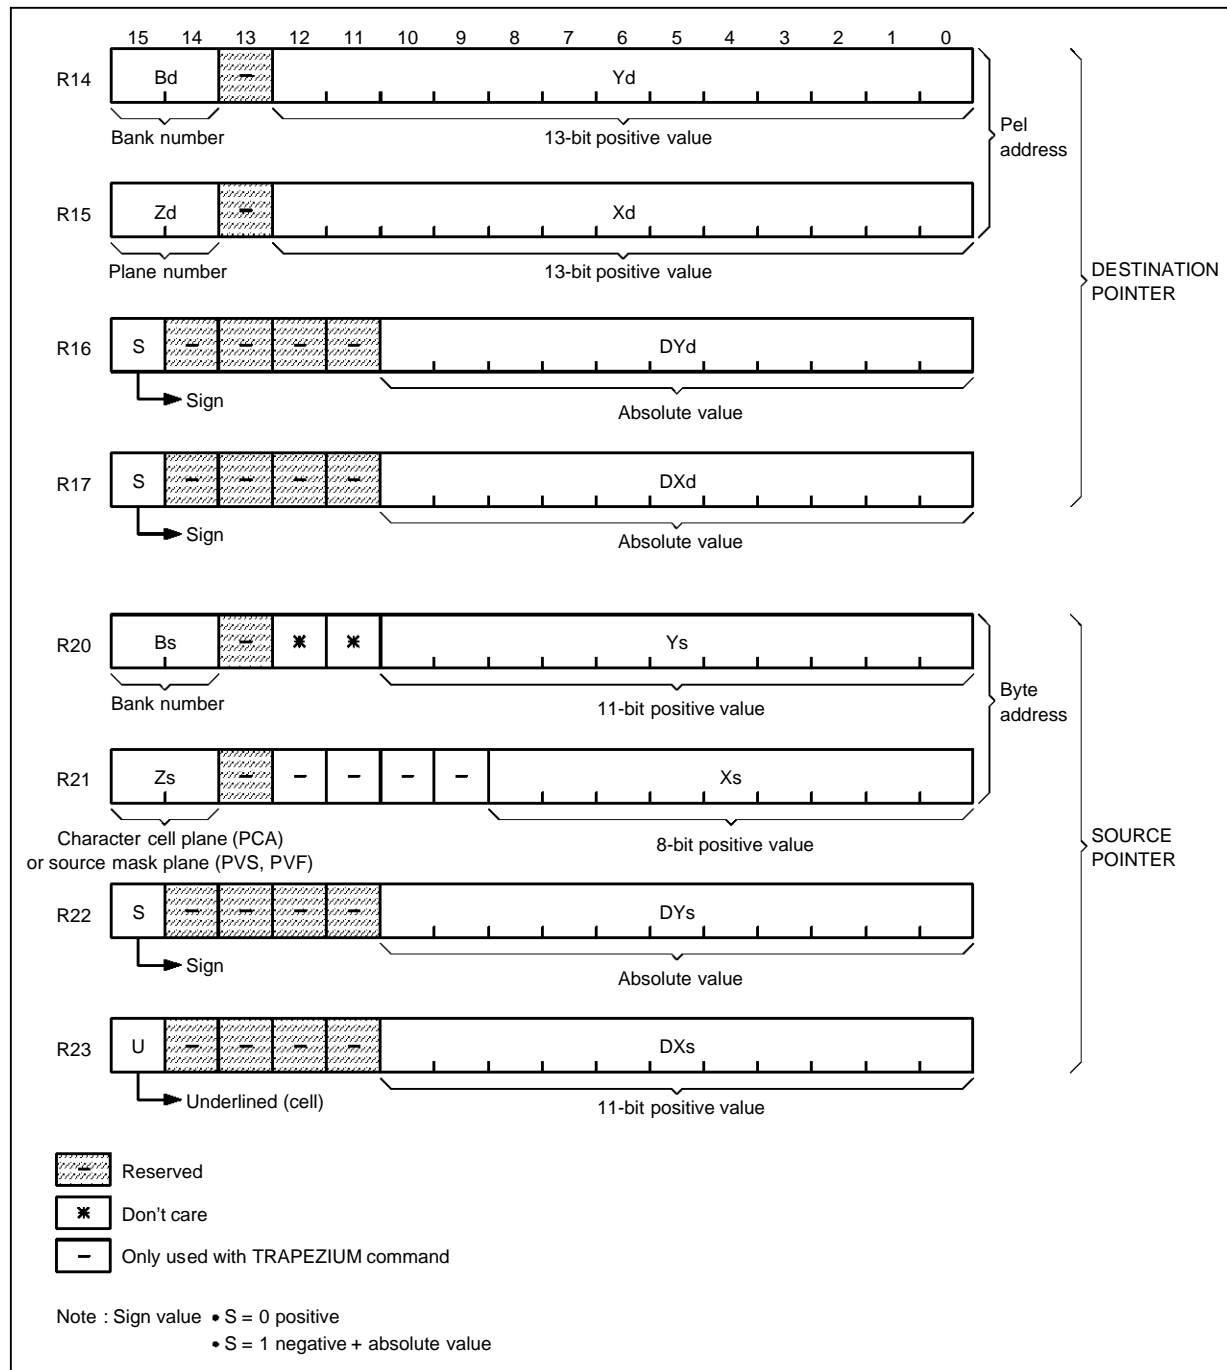 15 14 13 12 11 10 9 8 7 6 5 4 3 2 1 0
R14 Bd – Yd
Bank number 13-bit positive value
Pel address
R15 Zd – Xd
Plane number 13-bit positive value
DESTINATION POINTER
R16 S – – – – DYd
Sign Absolute value
R17 S – – – – DXd
Sign Absolute value
R20 Bs – * * Ys
Bank number 11-bit positive value
Byte address
R21 Zs – – – – – Xs
Character cell plane (PCA) or source mask plane (PVS, PVF)
8-bit positive value
SOURCE POINTER
R22 S – – – – DYs
Sign Absolute value
R23 U – – – – DXs
Underlined (cell) 11-bit positive value
– Reserved
* Don't care
– Only used with TRAPEZIUM command
Note : Sign value • S = 0 positive
• S = 1 negative + absolute value